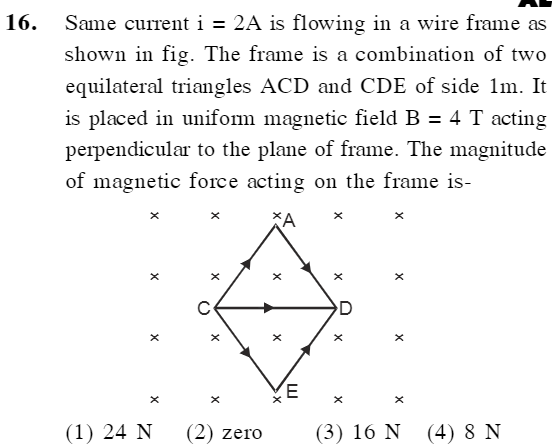 16. Same current i = 2A is flowing in a wire frame as
shown in fig. The frame is a combination of two
equilateral triangles ACD and CDE of side 1m. It
is placed in uniform magnetic field B = 4 T acting
perpendicular to the plane of frame. The magnitude
of magnetic force acting on the frame is-
× × × A × ×
× × × × ×
C D
× × × × ×
× × × E × ×
(1) 24 N (2) zero (3) 16 N (4) 8 N